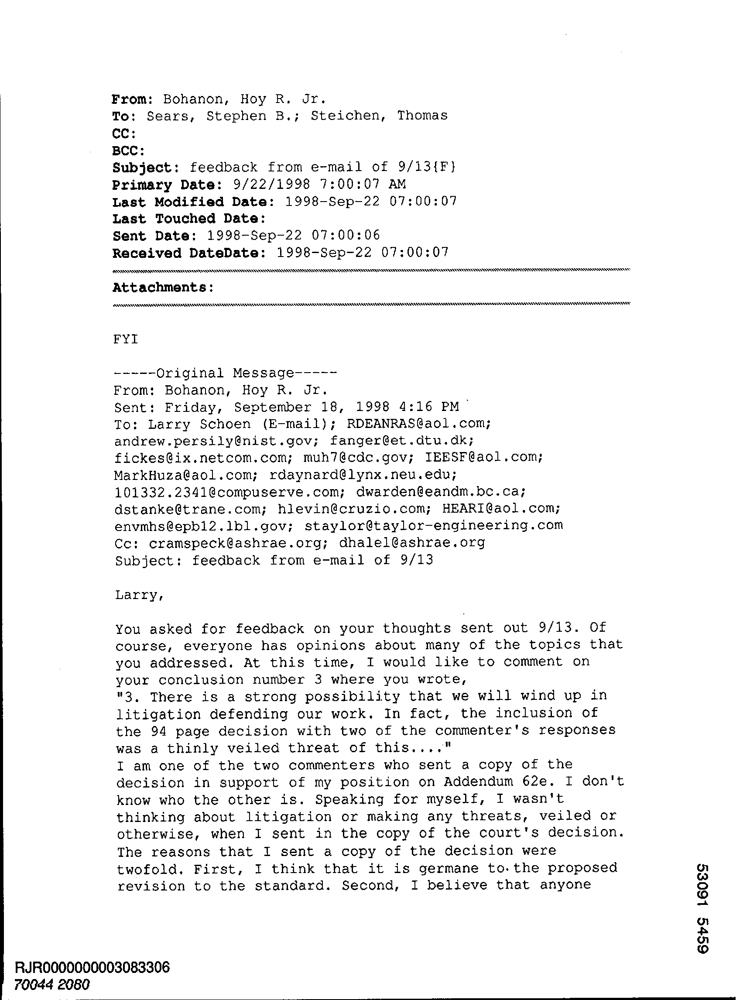 From: Bohanon, Hoy R. Jr.
To: Sears, Stephen B.; Steichen, Thomas
CC:
BCC:
Subject: feedback from e-mail of 9/13{F}
Primary Date: 9/22/1998 7:00:07 AM
Last Modified Date: 1998-Sep-22 07:00:07
Last Touched Date:
Sent Date: 1998-Sep-22 07:00:06
Received DateDate: 1998-Sep-22 07:00:07
Attachments:
FYI
-----Original Message-----
From: Bohanon, Hoy R. Jr.
Sent: Friday, September 18, 1998 4:16 PM
To: Larry Schoen (E-mail); RDEANRAS@aol.com;
andrew.persily@nist.gov; fanger@et.dtu.dk;
fickes@ix.netcom.com; muh7@cdc.gov; IEESF@aol.com;
MarkHuza@aol.com; rdaynard@lynx.neu.edu;
101332.2341@compuserve.com; dwarden@eandm.bc.ca;
dstanke@trane.com; hlevin@cruzio.com; HEARI@aol.com;
envmhs@epb12.lbl.gov; staylor@taylor-engineering.com
Cc: cramspeck@ashrae.org; dhalel@ashrae.org
Subject: feedback from e-mail of 9/13
Larry,
You asked for feedback on your thoughts sent out 9/13. Of
course, everyone has opinions about many of the topics that
you addressed. At this time, I would like to comment on
your conclusion number 3 where you wrote,
"3. There is a strong possibility that we will wind up in
litigation defending our work. In fact, the inclusion of
the 94 page decision with two of the commenter's responses
was a thinly veiled threat of this...."
I am one of the two commenters who sent a copy of the
decision in support of my position on Addendum 62e. I don't
know who the other is. Speaking for myself, I wasn't
thinking about litigation or making any threats, veiled or
otherwise, when I sent in the copy of the court's decision.
The reasons that I sent a copy of the decision were
twofold. First, I think that it is germane to the proposed
revision to the standard. Second, I believe that anyone
53091 5459
RJR0000000003083306
70044 2080